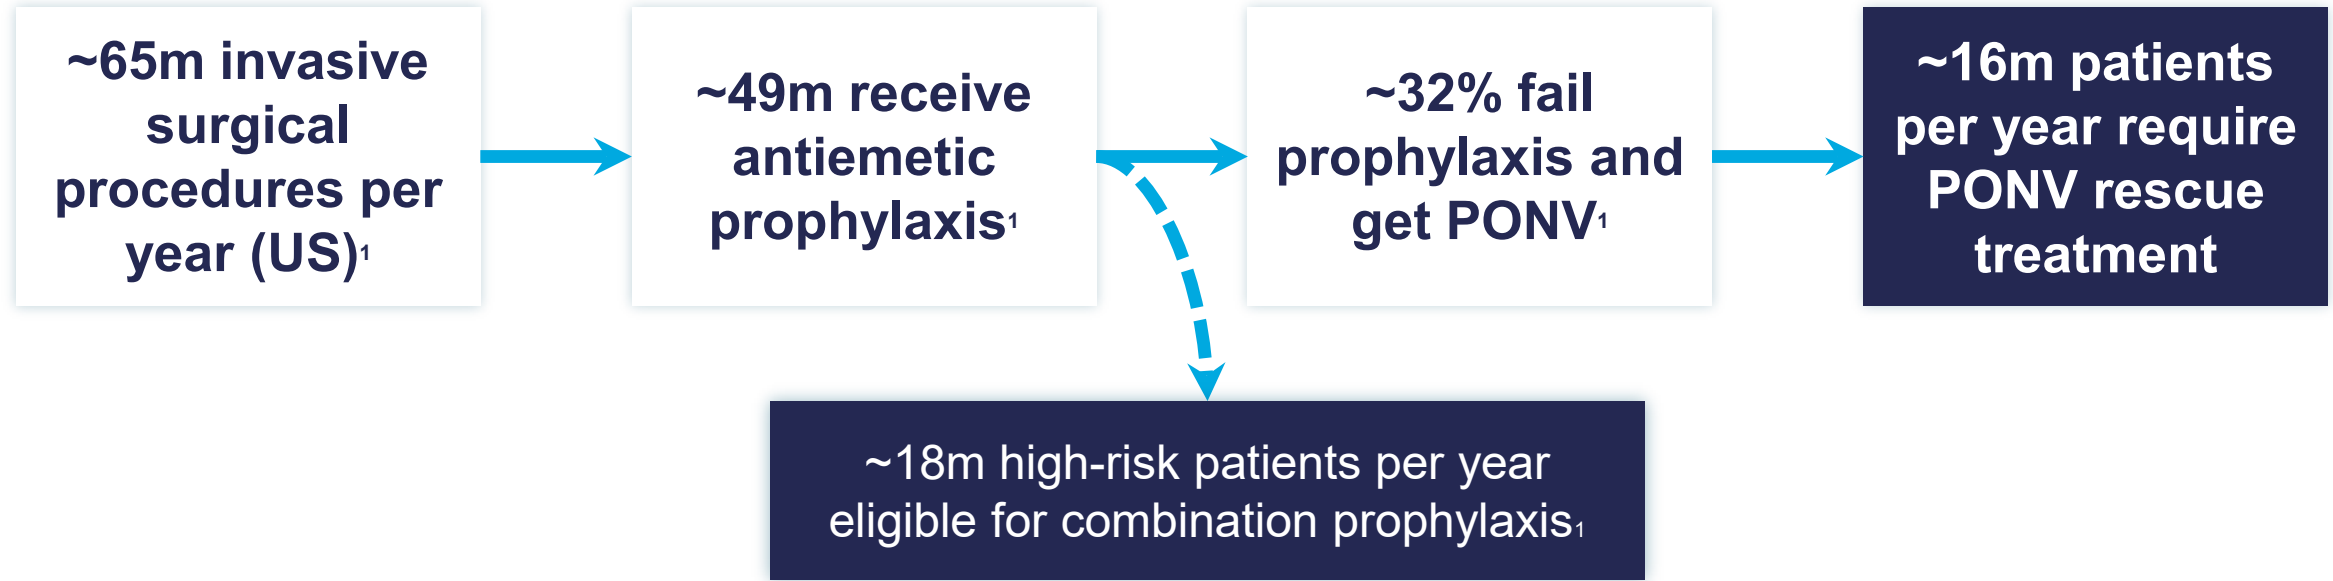 ~65m invasive
surgical
procedures per
year (US)¹
~49m receive
antiemetic
prophylaxis¹
~32% fail
prophylaxis and
get PONV¹
~16m patients
per year require
PONV rescue
treatment
~18m high-risk patients per year
eligible for combination prophylaxis₁